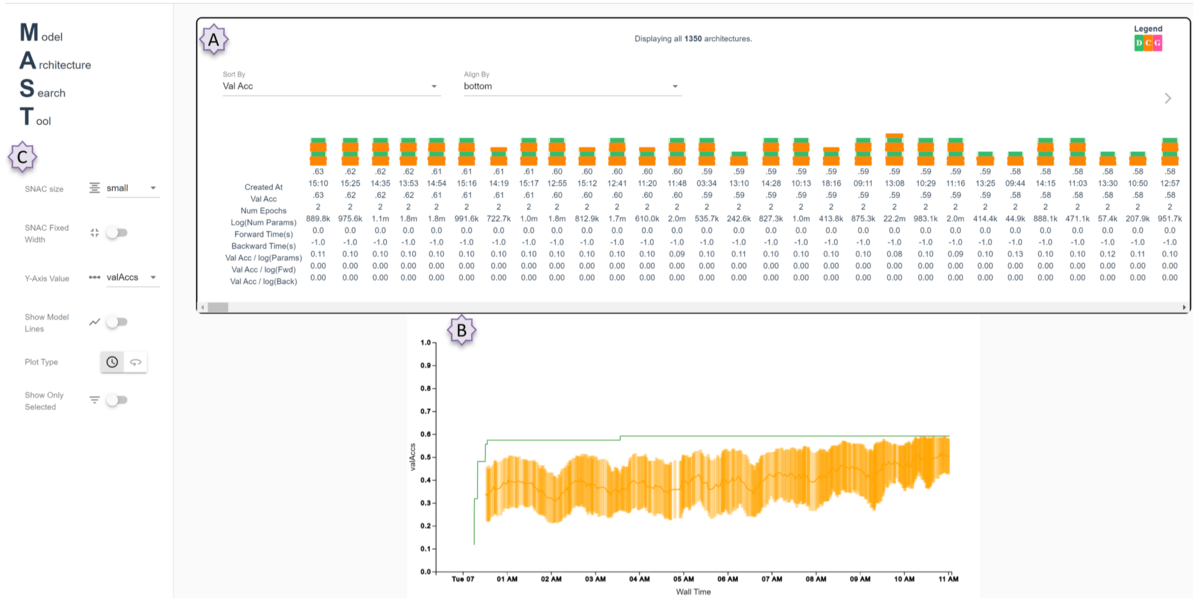 Model
Architecture
Search
Tool
C
SNAC size
small
SNAC Fixed
Width
Y-Axis Value
valAccs
Show Model
Lines
Plot Type
Show Only
Selected
A
Displaying all 1350 architectures.
Legend
D C G
Sort By
Val Acc
Align By
bottom
.63 .62 .62 .62 .61 .61 .61 .61 .60 .60 .60 .60 .60 .59 .59 .59 .59 .59 .59 .59 .59 .59 .59 .58 .58 .58 .58 .58 .58
Created At 15:10 15:25 14:35 13:53 14:54 15:16 14:19 15:17 12:55 15:12 12:41 11:20 11:48 03:34 13:10 14:28 10:13 18:16 09:11 13:08 10:29 11:16 13:25 09:44 14:15 11:03 13:30 10:50 12:57
Val Acc .63 .62 .62 .62 .61 .61 .61 .61 .60 .60 .60 .60 .60 .59 .59 .59 .59 .59 .59 .59 .59 .59 .59 .58 .58 .58 .58 .58 .58
Num Epochs 2 2 2 2 2 2 2 2 2 2 2 2 2 2 2 2 2 2 2 2 2 2 2 2 2 2 2 2 2
Log(Num Params) 889.8k 975.6k 1.1m 1.8m 1.8m 991.6k 722.7k 1.0m 1.8m 812.9k 1.7m 610.0k 2.0m 535.7k 242.6k 827.3k 1.0m 413.8k 875.3k 22.2m 983.1k 2.0m 414.4k 44.9k 888.1k 471.1k 57.4k 207.9k 951.7k
Forward Time(s) 0.0 0.0 0.0 0.0 0.0 0.0 0.0 0.0 0.0 0.0 0.0 0.0 0.0 0.0 0.0 0.0 0.0 0.0 0.0 0.0 0.0 0.0 0.0 0.0 0.0 0.0 0.0 0.0 0.0
Backward Time(s) -1.0 -1.0 -1.0 -1.0 -1.0 -1.0 -1.0 -1.0 -1.0 -1.0 -1.0 -1.0 -1.0 -1.0 -1.0 -1.0 -1.0 -1.0 -1.0 -1.0 -1.0 -1.0 -1.0 -1.0 -1.0 -1.0 -1.0 -1.0 -1.0
Val Acc / log(Params) 0.11 0.10 0.10 0.10 0.10 0.10 0.10 0.10 0.10 0.10 0.10 0.10 0.09 0.10 0.11 0.10 0.10 0.10 0.10 0.08 0.10 0.09 0.10 0.13 0.10 0.10 0.12 0.11 0.10
Val Acc / log(Fwd) 0.00 0.00 0.00 0.00 0.00 0.00 0.00 0.00 0.00 0.00 0.00 0.00 0.00 0.00 0.00 0.00 0.00 0.00 0.00 0.00 0.00 0.00 0.00 0.00 0.00 0.00 0.00 0.00 0.00
Val Acc / log(Back) 0.00 0.00 0.00 0.00 0.00 0.00 0.00 0.00 0.00 0.00 0.00 0.00 0.00 0.00 0.00 0.00 0.00 0.00 0.00 0.00 0.00 0.00 0.00 0.00 0.00 0.00 0.00 0.00 0.00
B
1.0
0.9
0.8
0.7
0.6
0.5
0.4
0.3
0.2
0.1
0.0
valAccs
Tue 07 01 AM 02 AM 03 AM 04 AM 05 AM 06 AM 07 AM 08 AM 09 AM 10 AM 11 AM
Wall Time